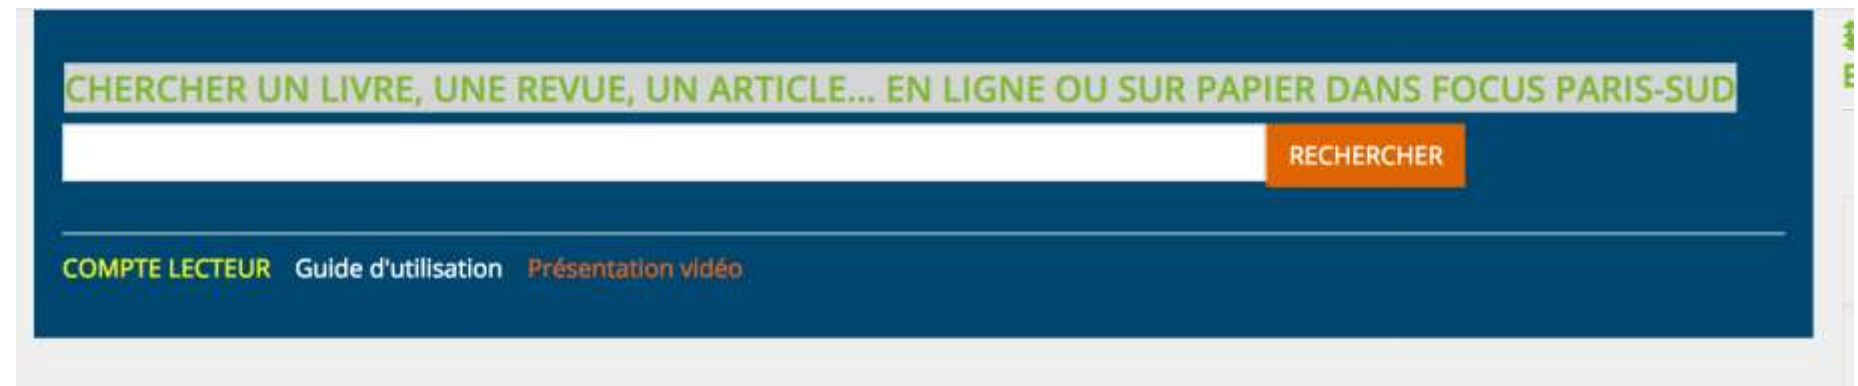 CHERCHER UN LIVRE, UNE REVUE, UN ARTICLE... EN LIGNE OU SUR PAPIER DANS FOCUS PARIS-SUD
RECHERCHER
COMPTE LECTEUR Guide d'utilisation Présentation vidéo